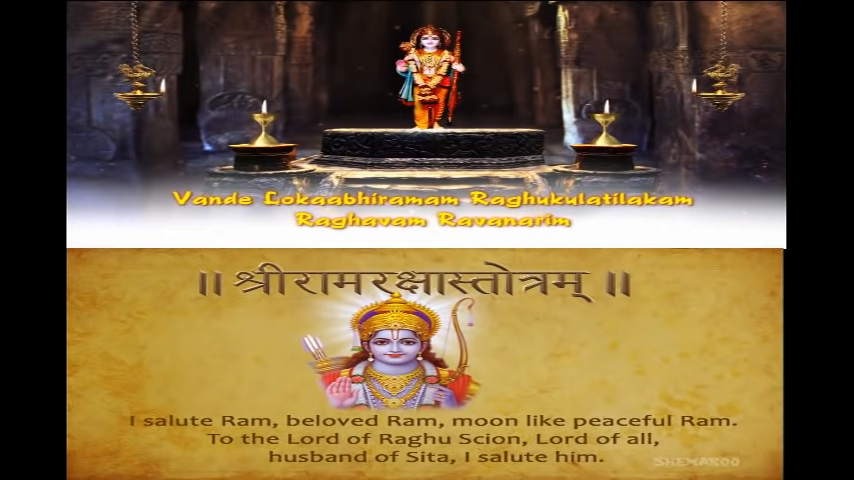 Vande Lokaabhiramam Raghukulatilakam
Raghavam Ravanarim
॥ श्रीरामरक्षास्तोत्रम् ॥
I salute Ram, beloved Ram, moon like peaceful Ram.
To the Lord of Raghu Scion, Lord of all,
husband of Sita, I salute him.
SHEMAROO